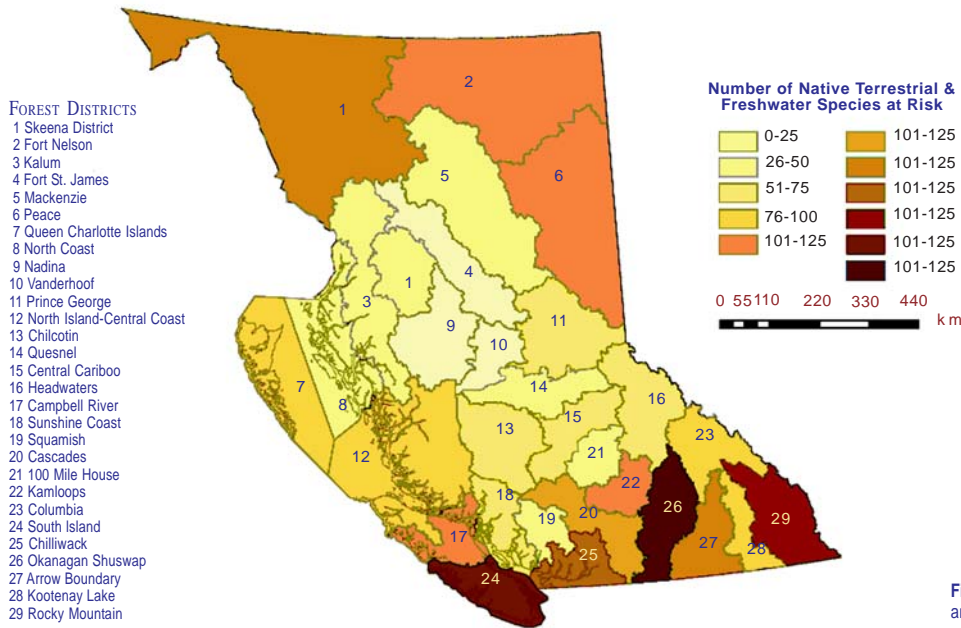 FOREST DISTRICTS
1 Skeena District
2 Fort Nelson
3 Kalum
4 Fort St. James
5 Mackenzie
6 Peace
7 Queen Charlotte Islands
8 North Coast
9 Nadina
10 Vanderhoof
11 Prince George
12 North Island-Central Coast
13 Chilcotin
14 Quesnel
15 Central Cariboo
16 Headwaters
17 Campbell River
18 Sunshine Coast
19 Squamish
20 Cascades
21 100 Mile House
22 Kamloops
23 Columbia
24 South Island
25 Chilliwack
26 Okanagan Shuswap
27 Arrow Boundary
28 Kootenay Lake
29 Rocky Mountain
2
1
5
6
4
3 1
9
10
11
7
8
14
16
15
13
12
21
23
22
26
18
20
19
17
25
27
28
29
24
Number of Native Terrestrial &
Freshwater Species at Risk
0-25 101-125
26-50 101-125
51-75 101-125
76-100 101-125
101-125 101-125
101-125
0 55 110 220 330 440
km
F
ar